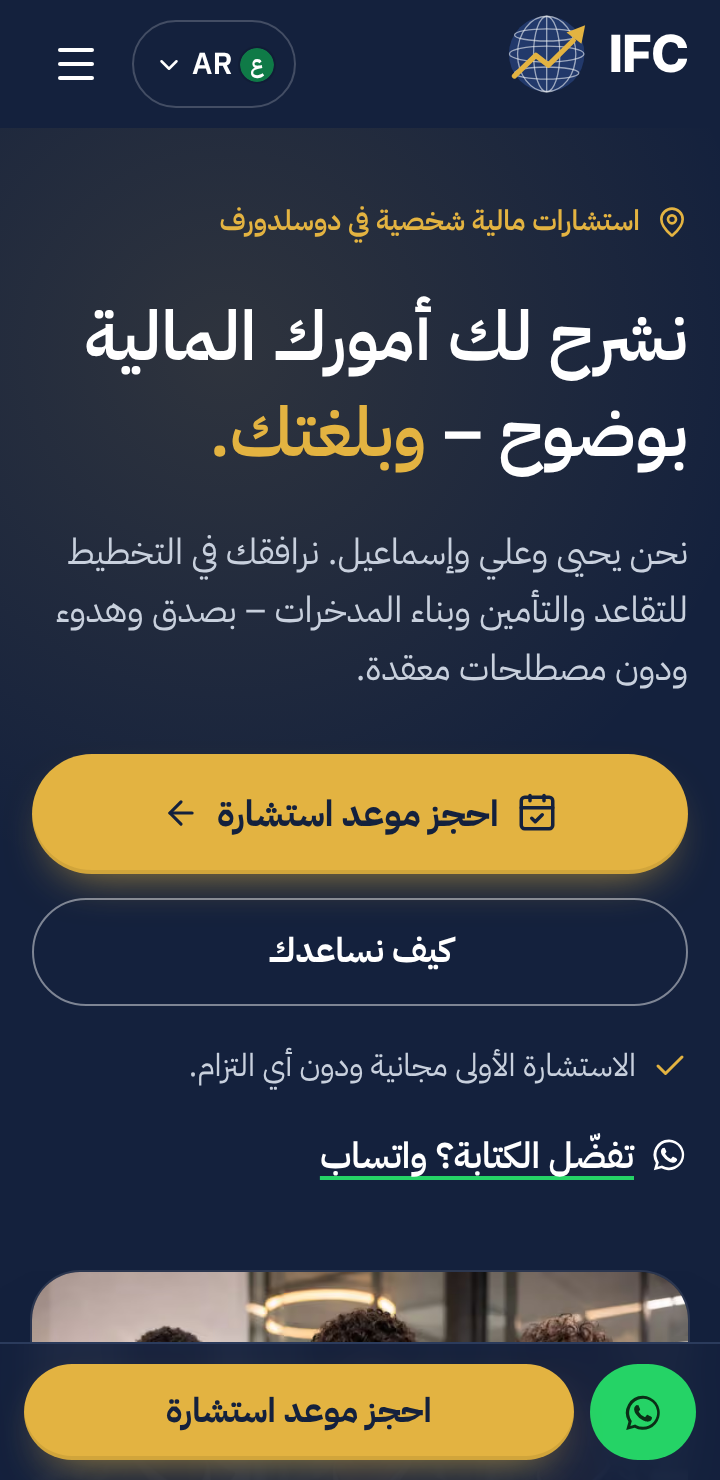 IFC
ع AR
استشارات مالية شخصية في دوسلدورف
نشرح لك أمورك المالية
بوضوح – وبلغتك.
نحن يحيى وعلي وإسماعيل. نرافقك في التخطيط
للتقاعد والتأمين وبناء المدخرات – بصدق وهدوء
ودون مصطلحات معقدة.
احجز موعد استشارة
كيف نساعدك
الاستشارة الأولى مجانية ودون أي التزام.
تفضّل الكتابة؟ واتساب
احجز موعد استشارة